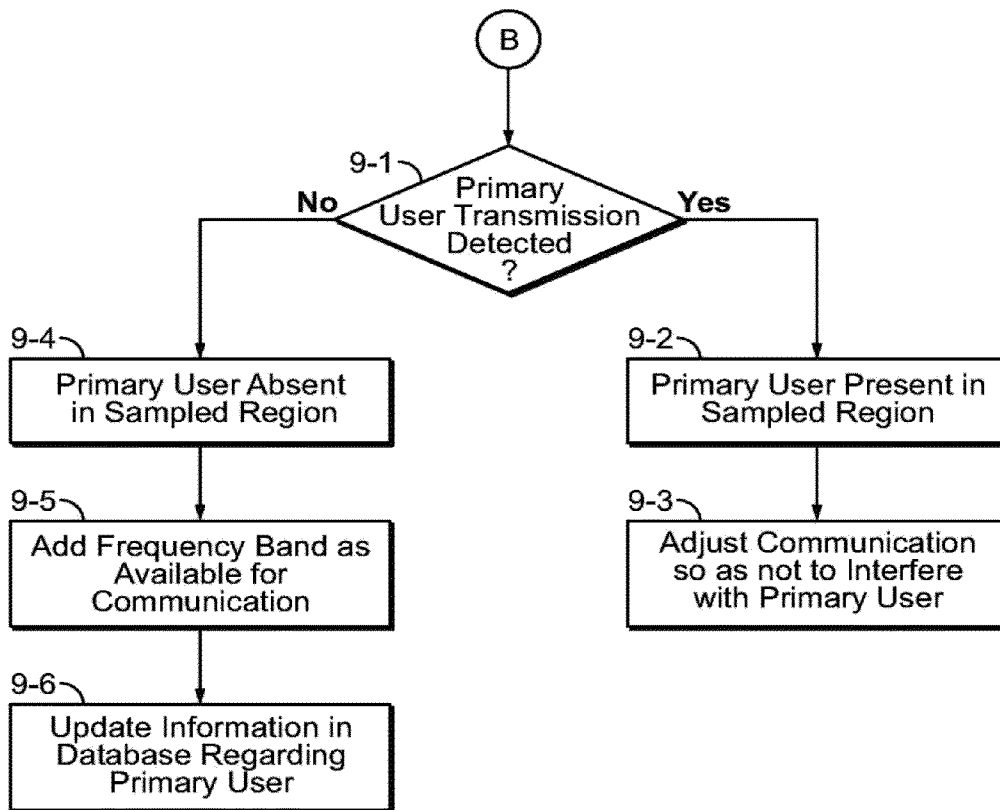 B
9-1
Primary
User Transmission
Detected
?
No
Yes
9-4
Primary User Absent
in Sampled Region
9-2
Primary User Present in
Sampled Region
9-5
Add Frequency Band as
Available for
Communication
9-3
Adjust Communication
so as not to Interfere
with Primary User
9-6
Update Information in
Database Regarding
Primary User